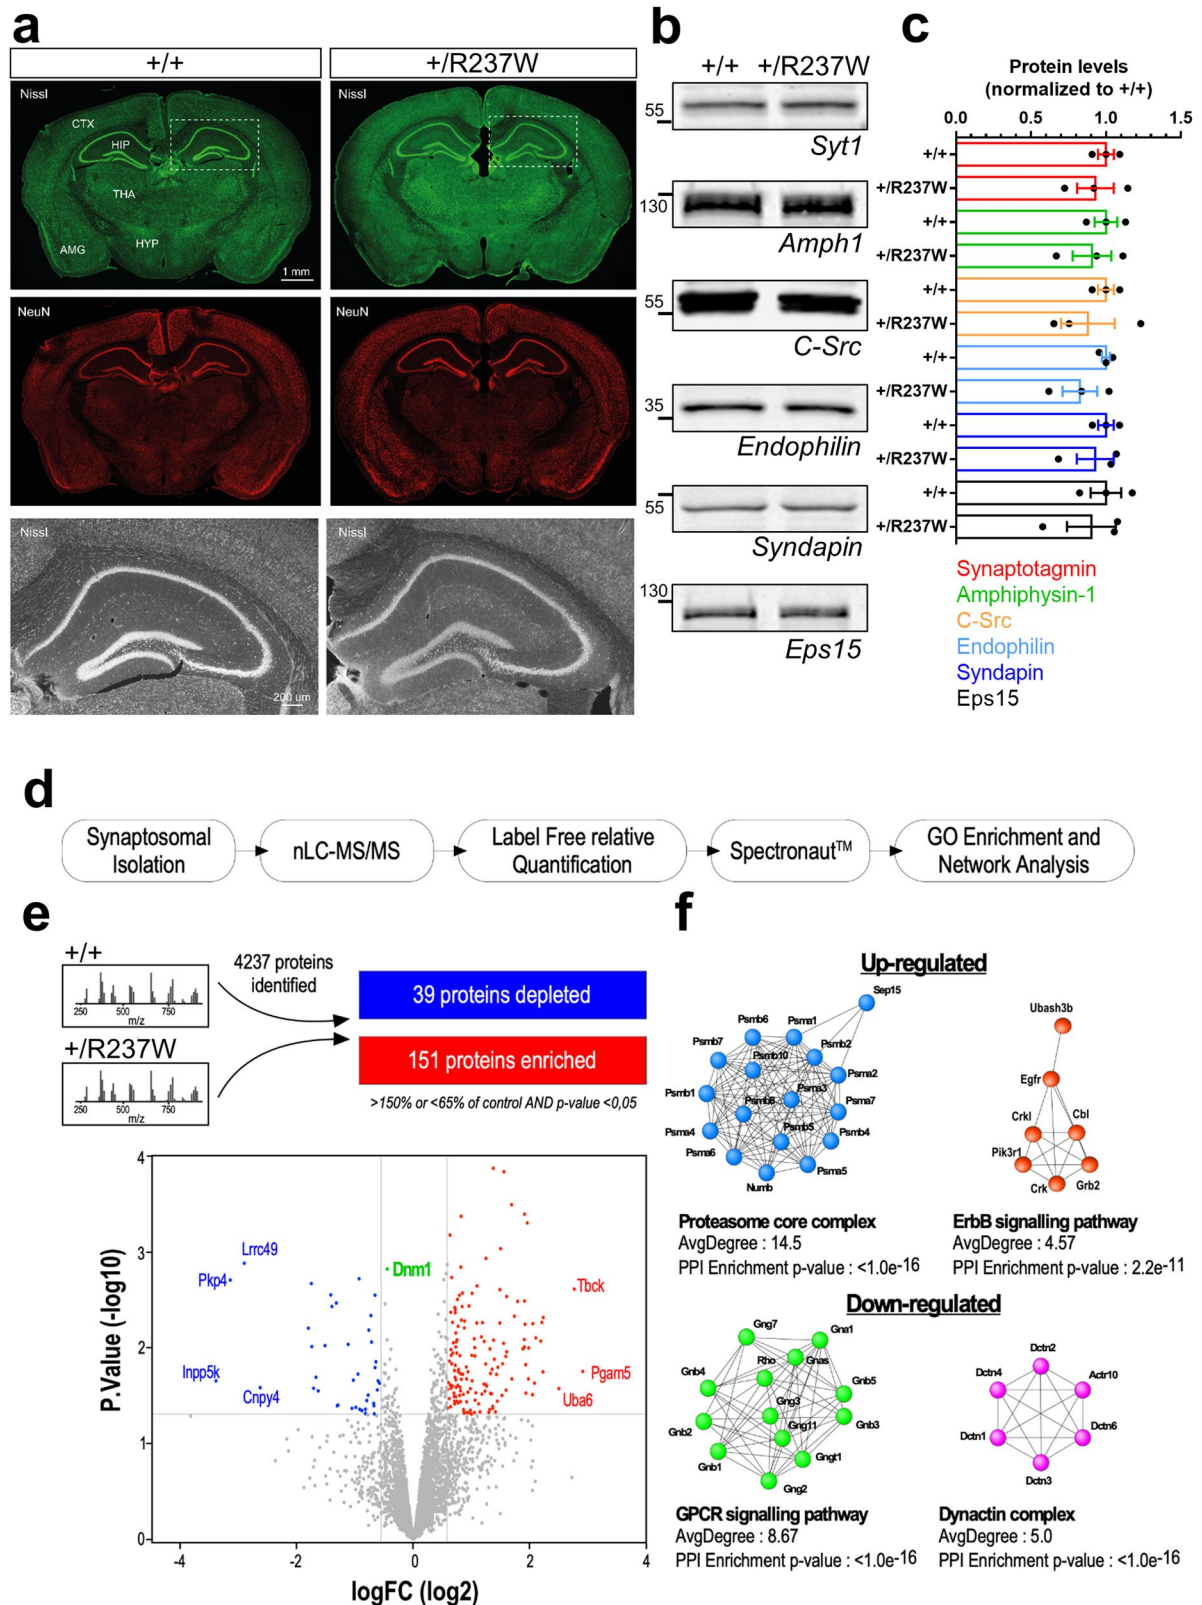 a
+/+
+/R237W
Nissl
CTX
HIP
THA
AMG
HYP
1 mm
Nissl
NeuN
NeuN
Nissl
200 um
Nissl
b
+/+ +/R237W
55
Syt1
130
Amph1
55
C-Src
35
Endophilin
55
Syndapin
130
Eps15
c
Protein levels
(normalized to +/+)
0.0 0.5 1.0 1.5
+/+
+/R237W
+/+
+/R237W
+/+
+/R237W
+/+
+/R237W
+/+
+/R237W
+/+
+/R237W
Synaptotagmin
Amphiphysin-1
C-Src
Endophilin
Syndapin
Eps15
d
Synaptosomal
Isolation
nLC-MS/MS
Label Free relative
Quantification
Spectronaut™
GO Enrichment and
Network Analysis
e
+/+
250 500 750
m/z
+/R237W
250 500 750
m/z
4237 proteins
identified
39 proteins depleted
151 proteins enriched
>150% or <65% of control AND p-value <0,05
P.Value (-log10)
4
3
2
1
0
Lrrc49
Pkp4
Inpp5k
Cnpy4
Dnm1
Tbck
Pgam5
Uba6
-4 -2 0 2 4
logFC (log2)
f
Up-regulated
Sep15
Psmb6
Psma1
Psmb7
Psmb10
Psmb2
Psma2
Psmb1
Psma3
Psmb8
Psma7
Psma4
Psmb5
Psmb4
Psma6
Psma5
Numb
Proteasome core complex
AvgDegree : 14.5
PPI Enrichment p-value : <1.0e-16
Ubash3b
Egfr
Crkl
Cbl
Pik3r1
Crk
Grb2
ErbB signalling pathway
AvgDegree : 4.57
PPI Enrichment p-value : 2.2e-11
Down-regulated
Gng7
Gna1
Rho
Gnas
Gnb4
Gnb5
Gng3
Gnb2
Gng11
Gnb3
Gnb1
Gngt1
Gng2
GPCR signalling pathway
AvgDegree : 8.67
PPI Enrichment p-value : <1.0e-16
Dctn2
Dctn4
Actr10
Dctn1
Dctn6
Dctn3
Dynactin complex
AvgDegree : 5.0
PPI Enrichment p-value : <1.0e-16